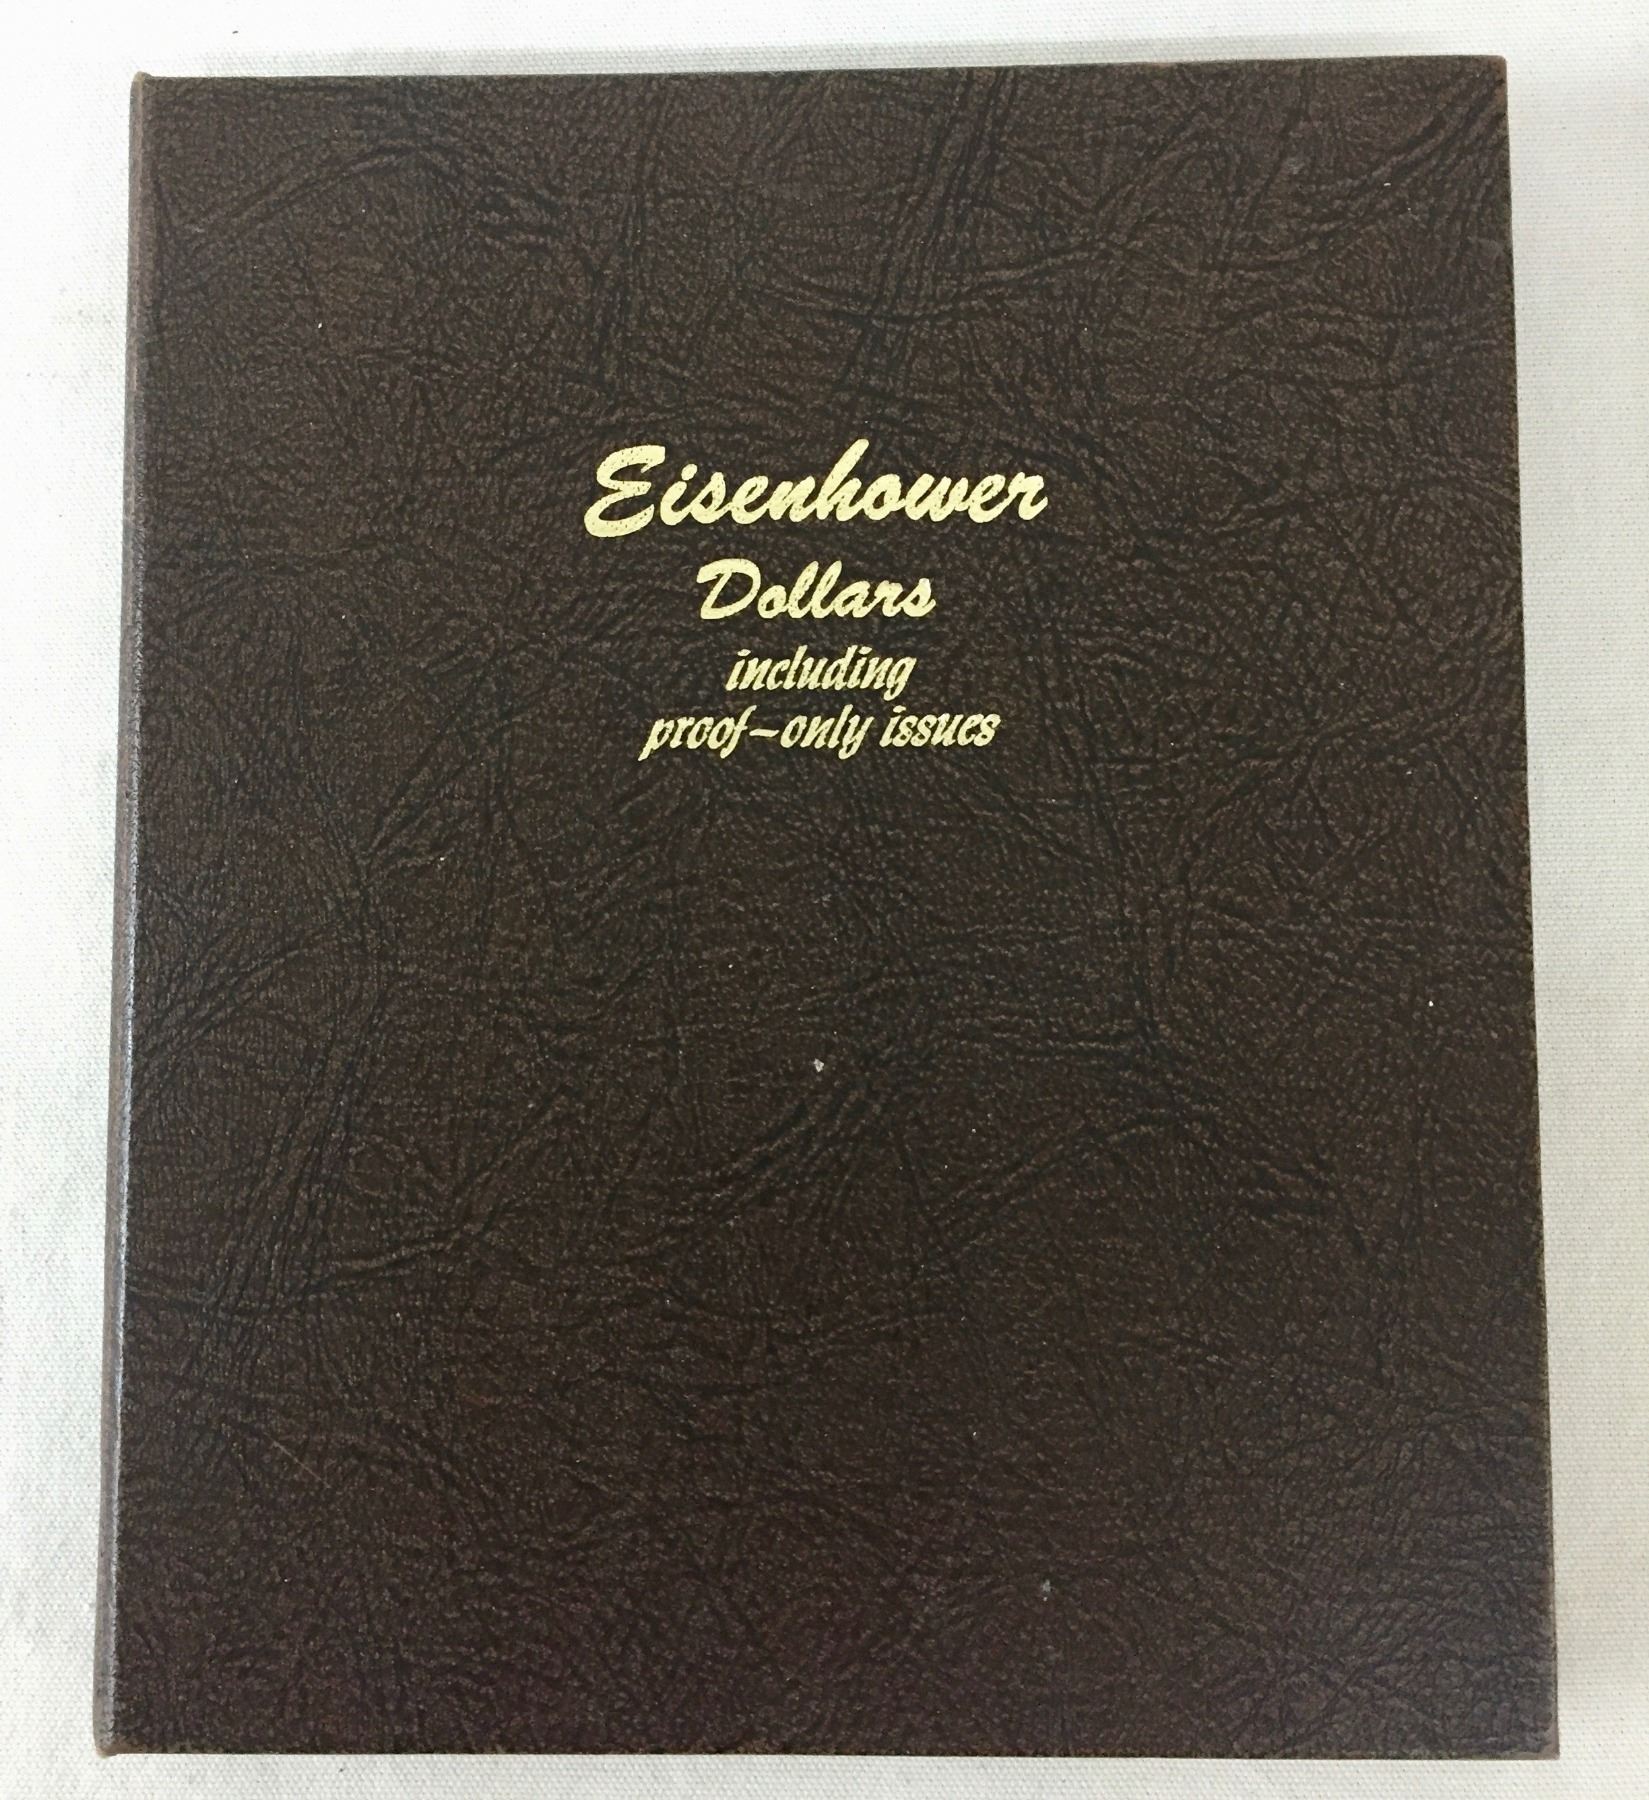 Eisenhower
Dollars
including
proof-only issues